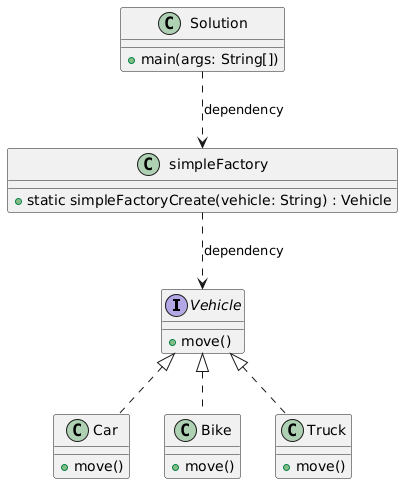 C Solution
main(args: String[])
dependency
C simpleFactory
static simpleFactoryCreate(vehicle: String) : Vehicle
dependency
I Vehicle
move()
C Car
C Bike
C Truck
move()
move()
move()